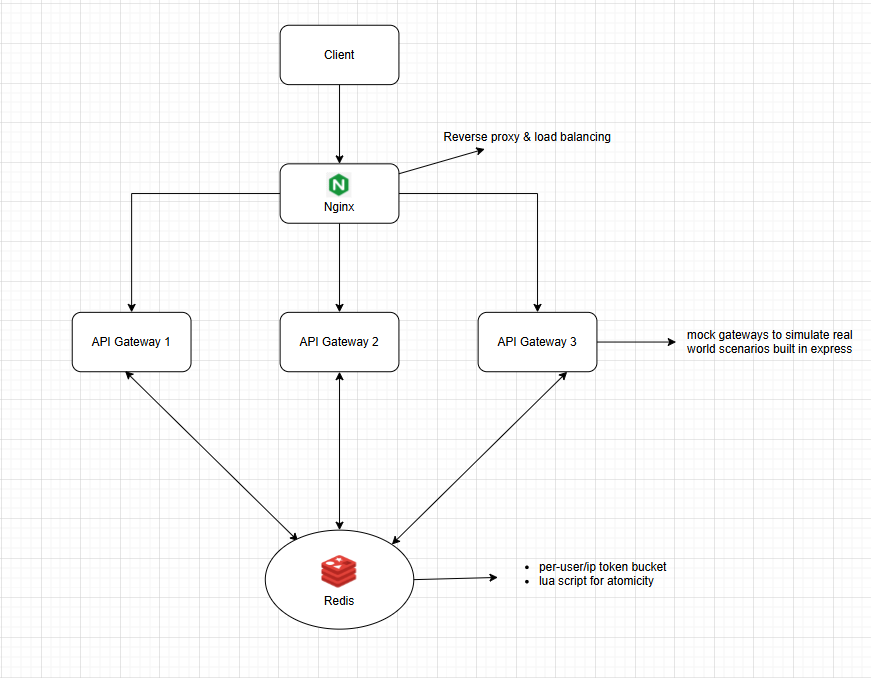 Client
Reverse proxy & load balancing
Nginx
API Gateway 1
API Gateway 2
API Gateway 3
mock gateways to simulate real
world scenarios built in express
• per-user/ip token bucket
• lua script for atomicity
Redis